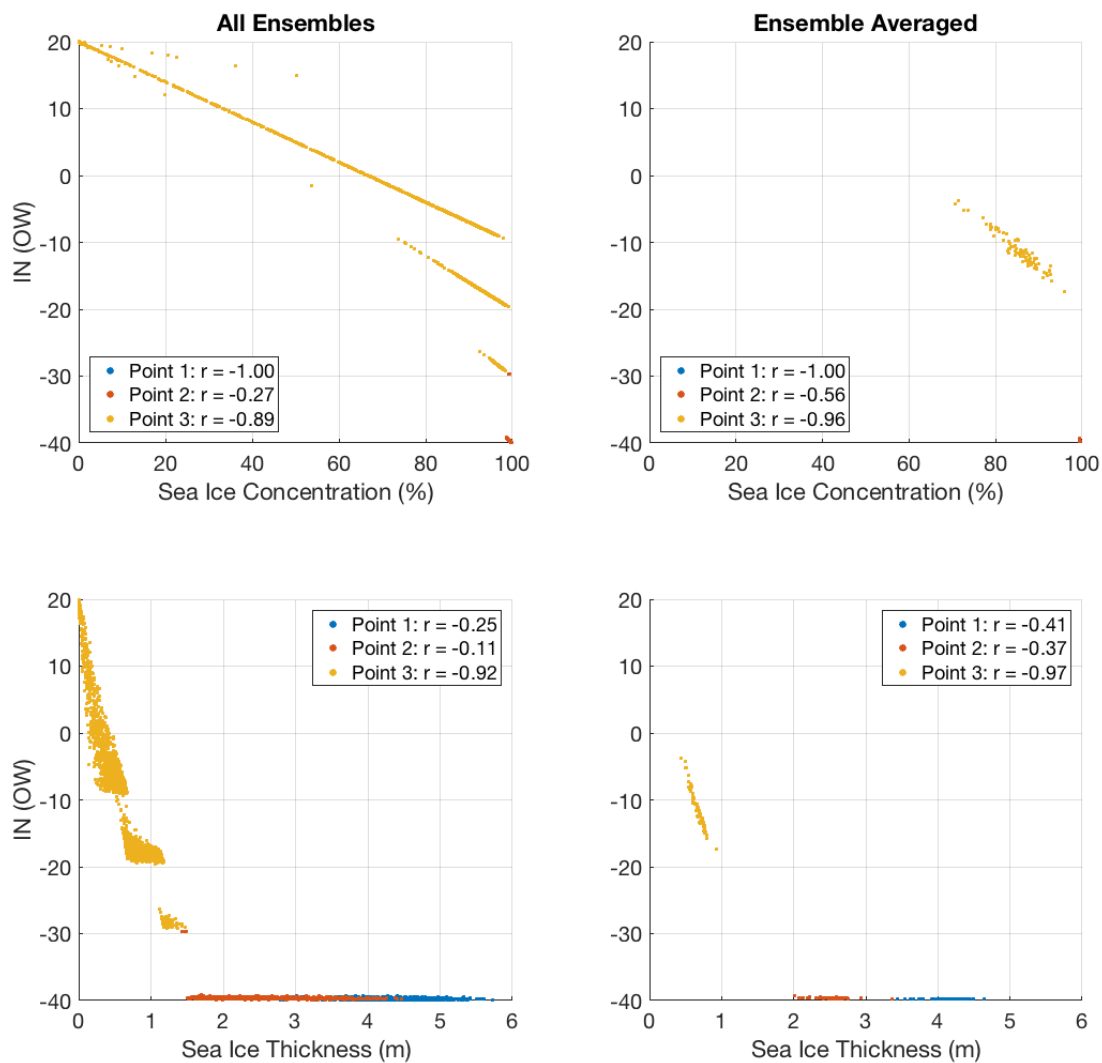 All Ensembles
20
10
0
-10
-20
-30
-40
IN (OW)
Point 1: r = -1.00
Point 2: r = -0.27
Point 3: r = -0.89
0 20 40 60 80 100
Sea Ice Concentration (%)
Ensemble Averaged
20
10
0
-10
-20
-30
-40
Point 1: r = -1.00
Point 2: r = -0.56
Point 3: r = -0.96
0 20 40 60 80 100
Sea Ice Concentration (%)
20
10
0
-10
-20
-30
-40
IN (OW)
Point 1: r = -0.25
Point 2: r = -0.11
Point 3: r = -0.92
0 1 2 3 4 5 6
Sea Ice Thickness (m)
20
10
0
-10
-20
-30
-40
Point 1: r = -0.41
Point 2: r = -0.37
Point 3: r = -0.97
0 1 2 3 4 5 6
Sea Ice Thickness (m)